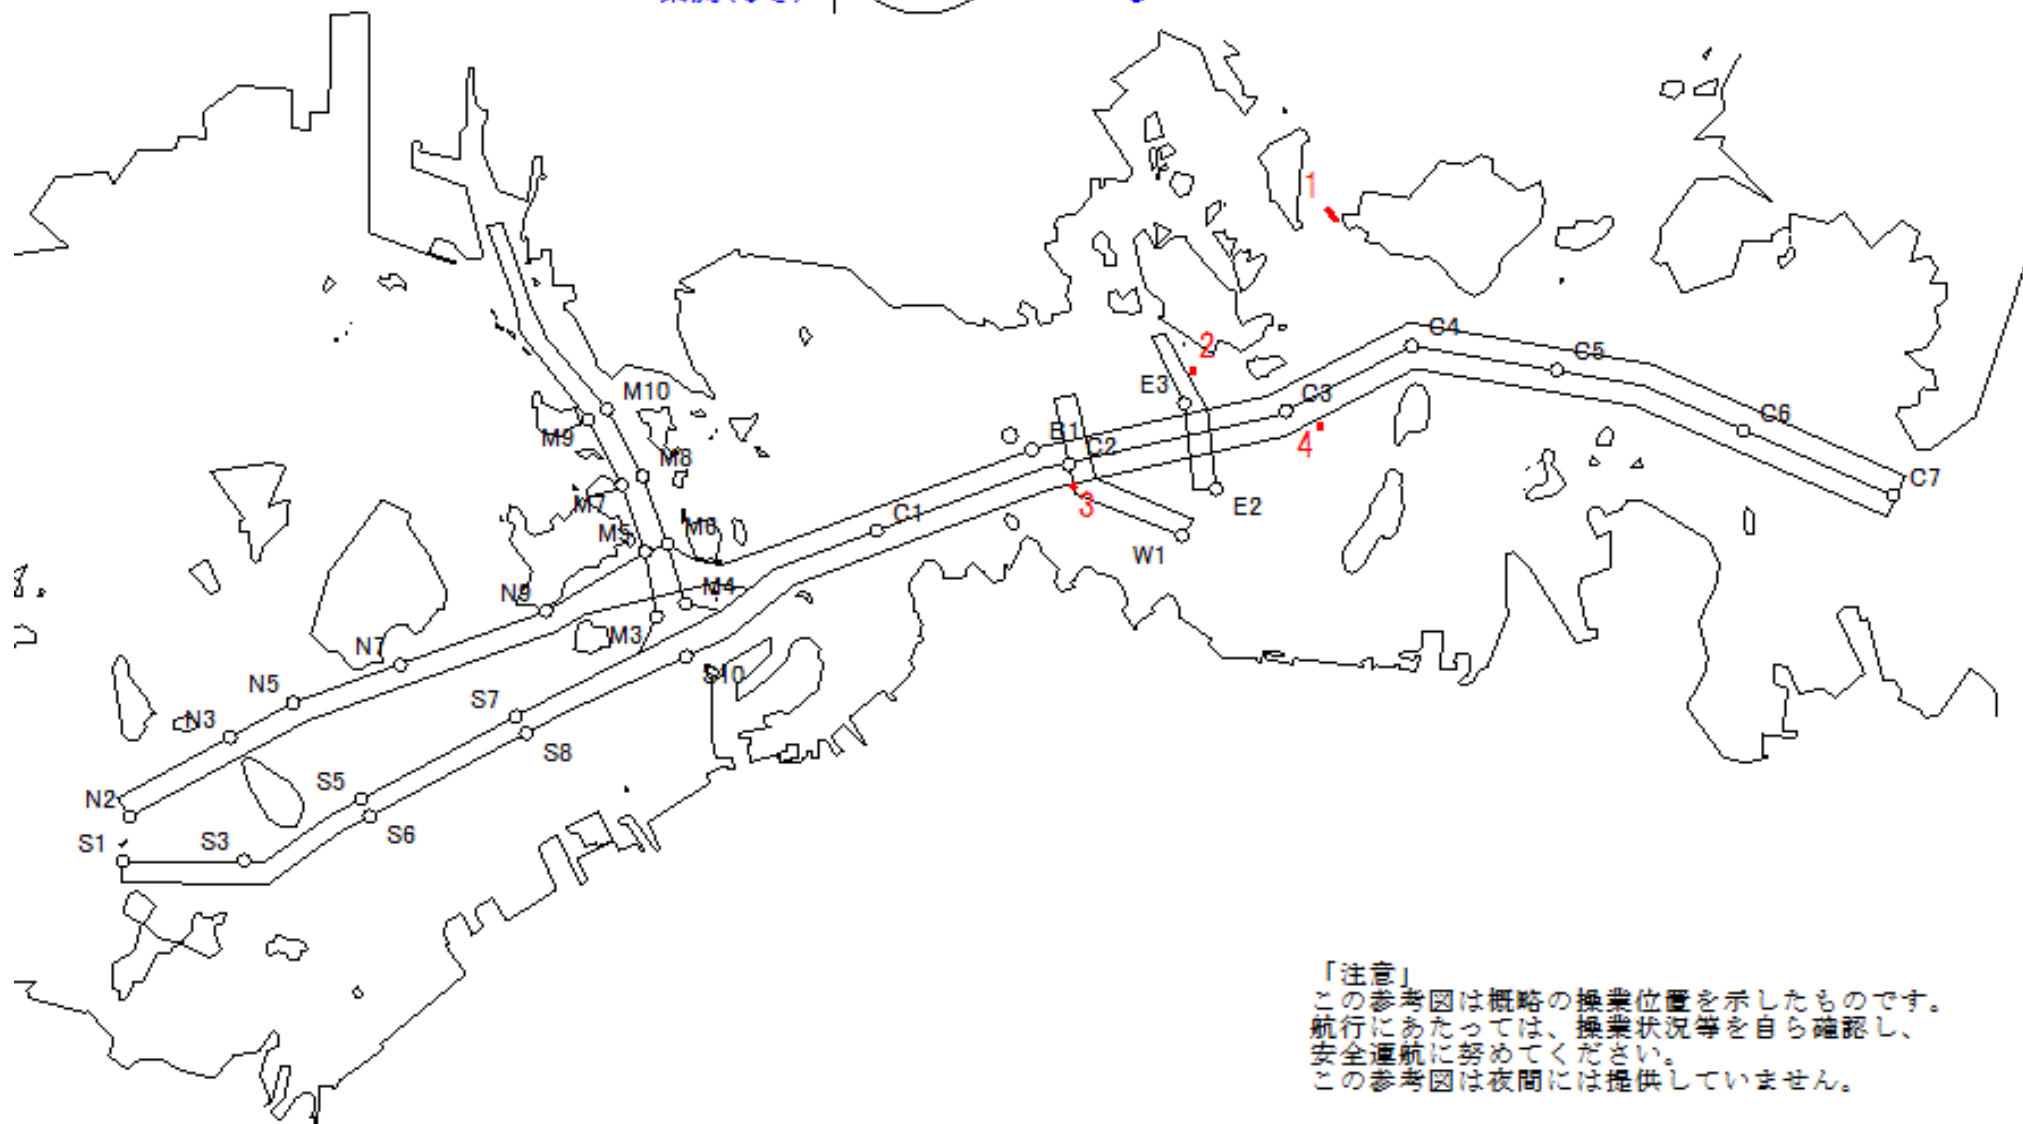 1
2
C4
C5
E3
M10
C3
C6
B1
M9
4
C2
M8
C7
M7
3
E2
C1
M5
M6
W1
N9
M4
M3
N7
S10
N5
S7
N3
S8
S5
N2
S6
S1
S3
「注意」
この参考図は概略の操業位置を示したものです。
航行にあたっては、操業状況等を自ら確認し、
安全運航に努めてください。
この参考図は夜間には提供していません。